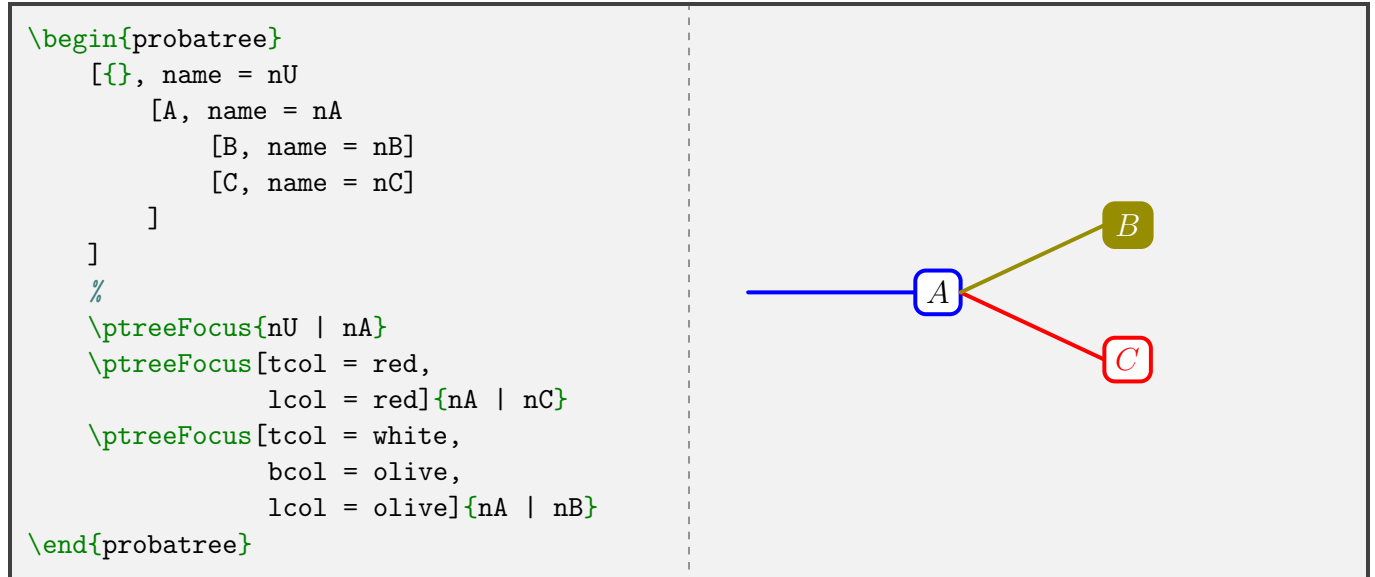 \begin{probatree}
    [{}, name = nU
        [A, name = nA
            [B, name = nB]
            [C, name = nC]
        ]
    ]
    %
    \ptreeFocus{nU | nA}
    \ptreeFocus[tcol = red,
                lcol = red]{nA | nC}
    \ptreeFocus[tcol = white,
                bcol = olive,
                lcol = olive]{nA | nB}
\end{probatree}
B
A
C